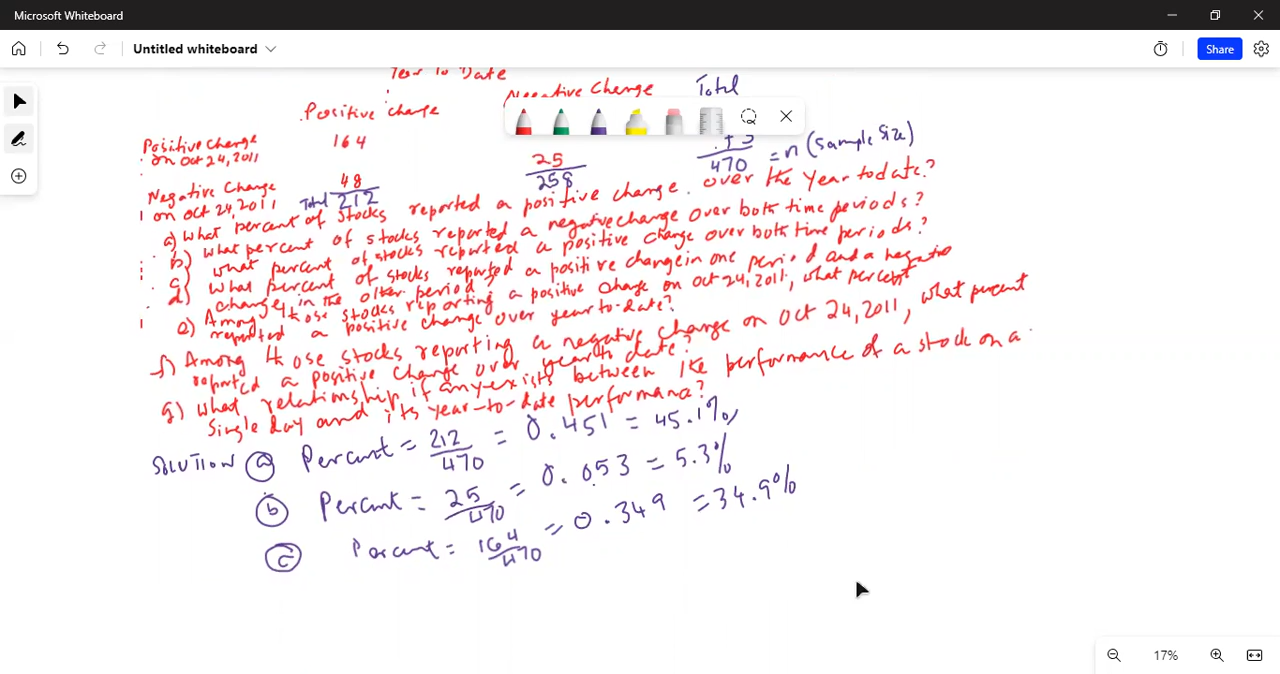 Microsoft Whiteboard
Untitled whiteboard
Share
Year To Date
Positive change
Negative Change
Total
Positive change
on Oct 24, 2011
164
Negative Change
on Oct 24, 2011
48
25
470 = n (Sample Size)
Total 212
258
a) What percent of stocks reported a positive change over the Year to date?
b) What percent of stocks reported a negative change over both time periods?
c) What percent of stocks reported a positive change over both time periods?
d) What percent of stocks reported a positive change in one period and a negative
change in the other period?
e) Among those stocks reporting a positive change on Oct 24, 2011, what percent
reported a positive change over year-to-date?
f) Among those stocks reporting a negative change on Oct 24, 2011, what percent
reported a positive change over year to date?
g) What relationship, if any exists between the performance of a stock on a
single day and its year-to-date performance?
SOLUTION (a) Percent = 212/470 = 0.451 = 45.1%
(b) Percent = 25/470 = 0.053 = 5.3%
(c) Percent = 164/470 = 0.349 = 34.9%
17%